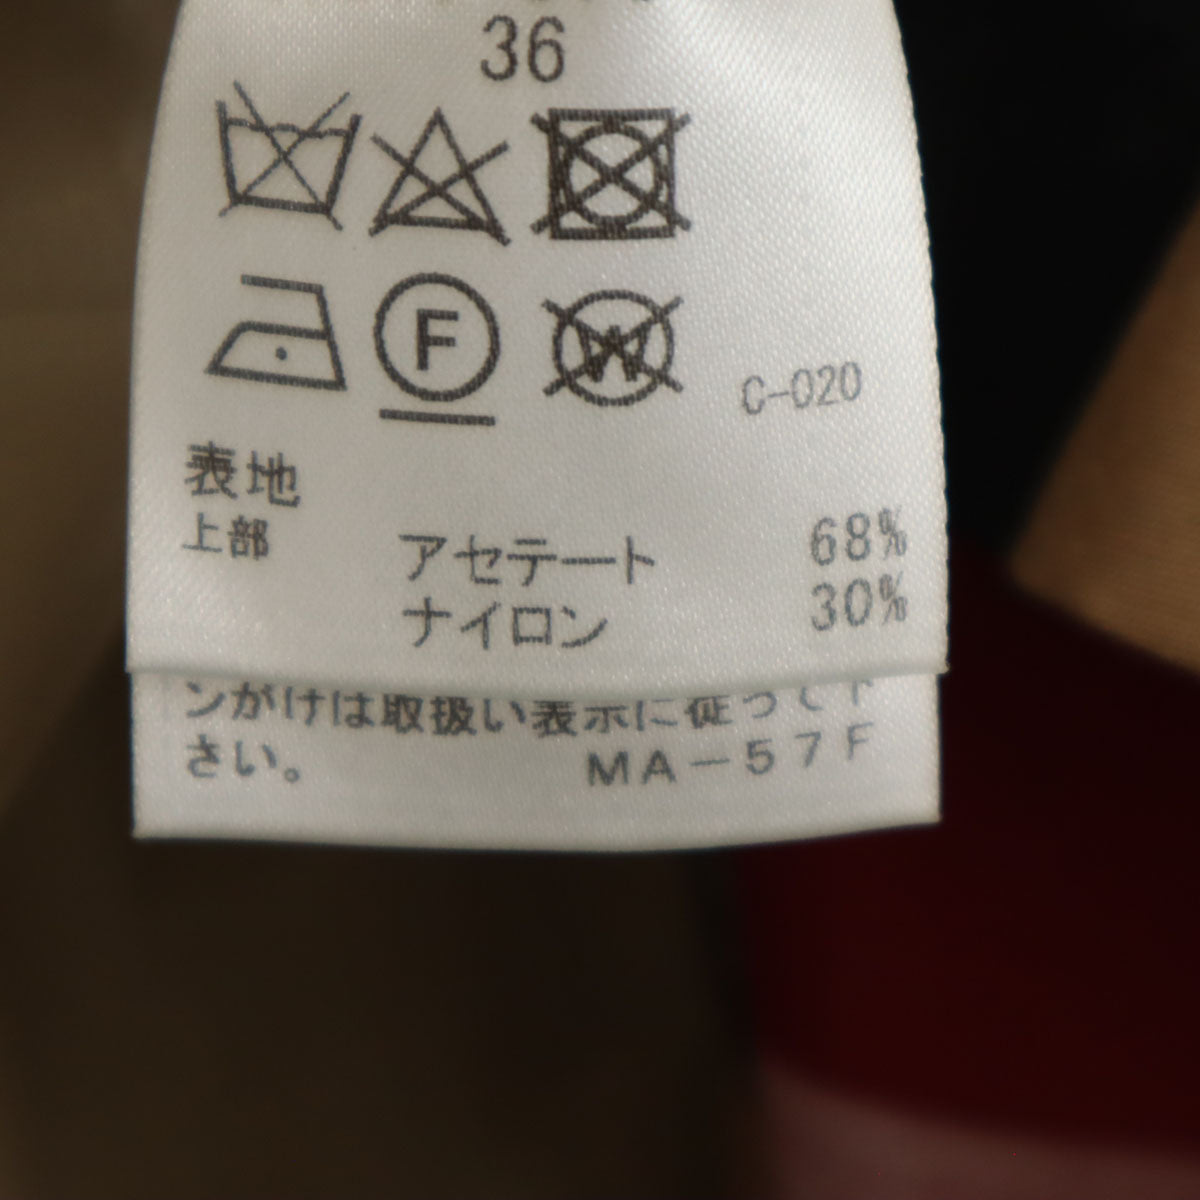 36
F
W
C-020
表地
上部
アセテート 68%
ナイロン 30%
ンがけは取扱い表示に従って下
さい。 MA-57F